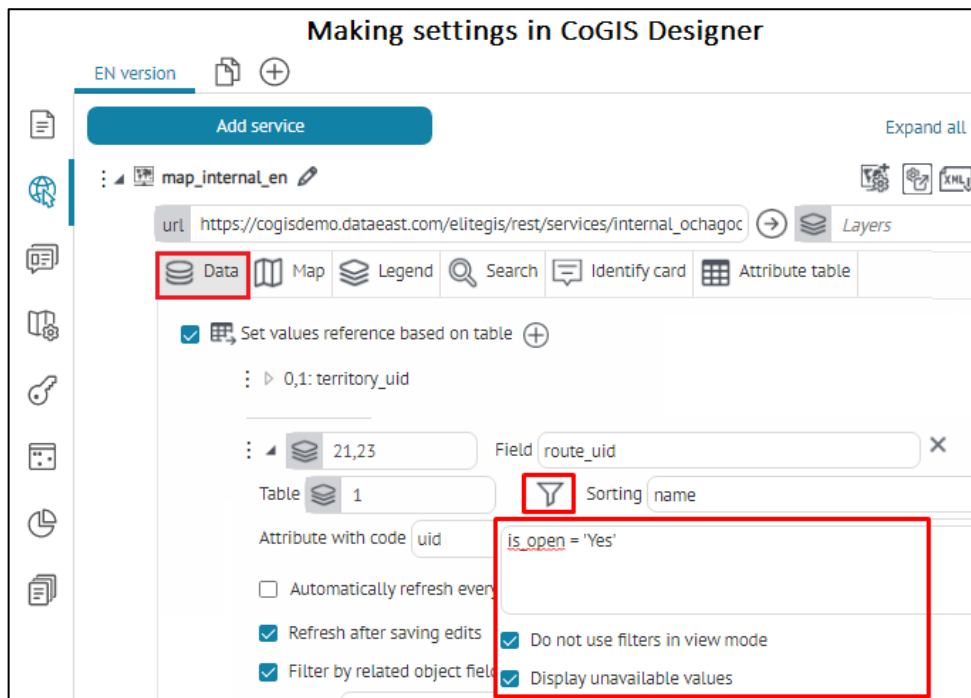 Making settings in CoGIS Designer
EN version
Add service
Expand all
map_internal_en
url https://cogisdemo.dataeast.com/elitegis/rest/services/internal_ochagoc Layers
Data Map Legend Search Identify card Attribute table
Set values reference based on table
0,1: territory_uid
21,23 Field route_uid
Table 1 Sorting name
Attribute with code uid
is_open = 'Yes'
Automatically refresh every
Refresh after saving edits
Do not use filters in view mode
Filter by related object field
Display unavailable values
XML